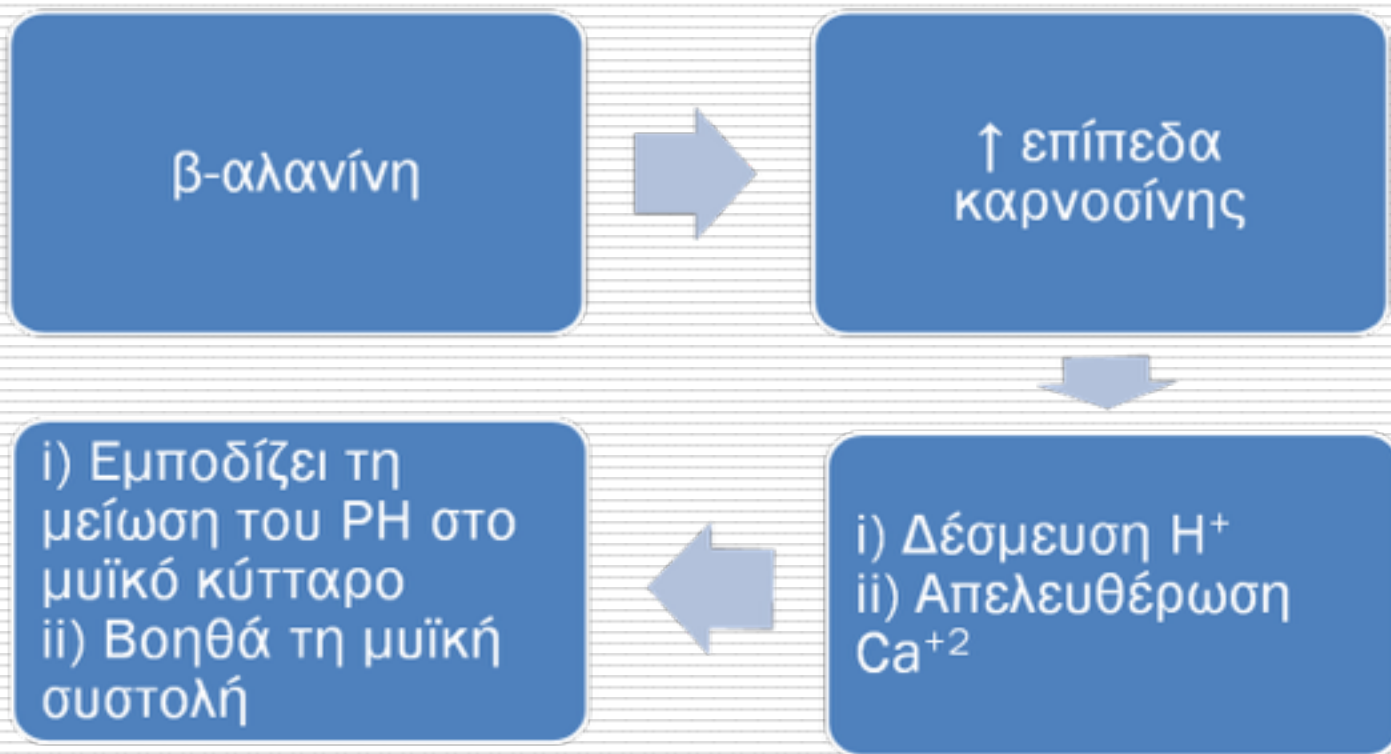 β-αλανίνη
↑ επίπεδα
καρνοσίνης
i) Δέσμευση H⁺
ii) Απελευθέρωση
Ca⁺²
i) Εμποδίζει τη
μείωση του PH στο
μυϊκό κύτταρο
ii) Βοηθά τη μυϊκή
συστολή